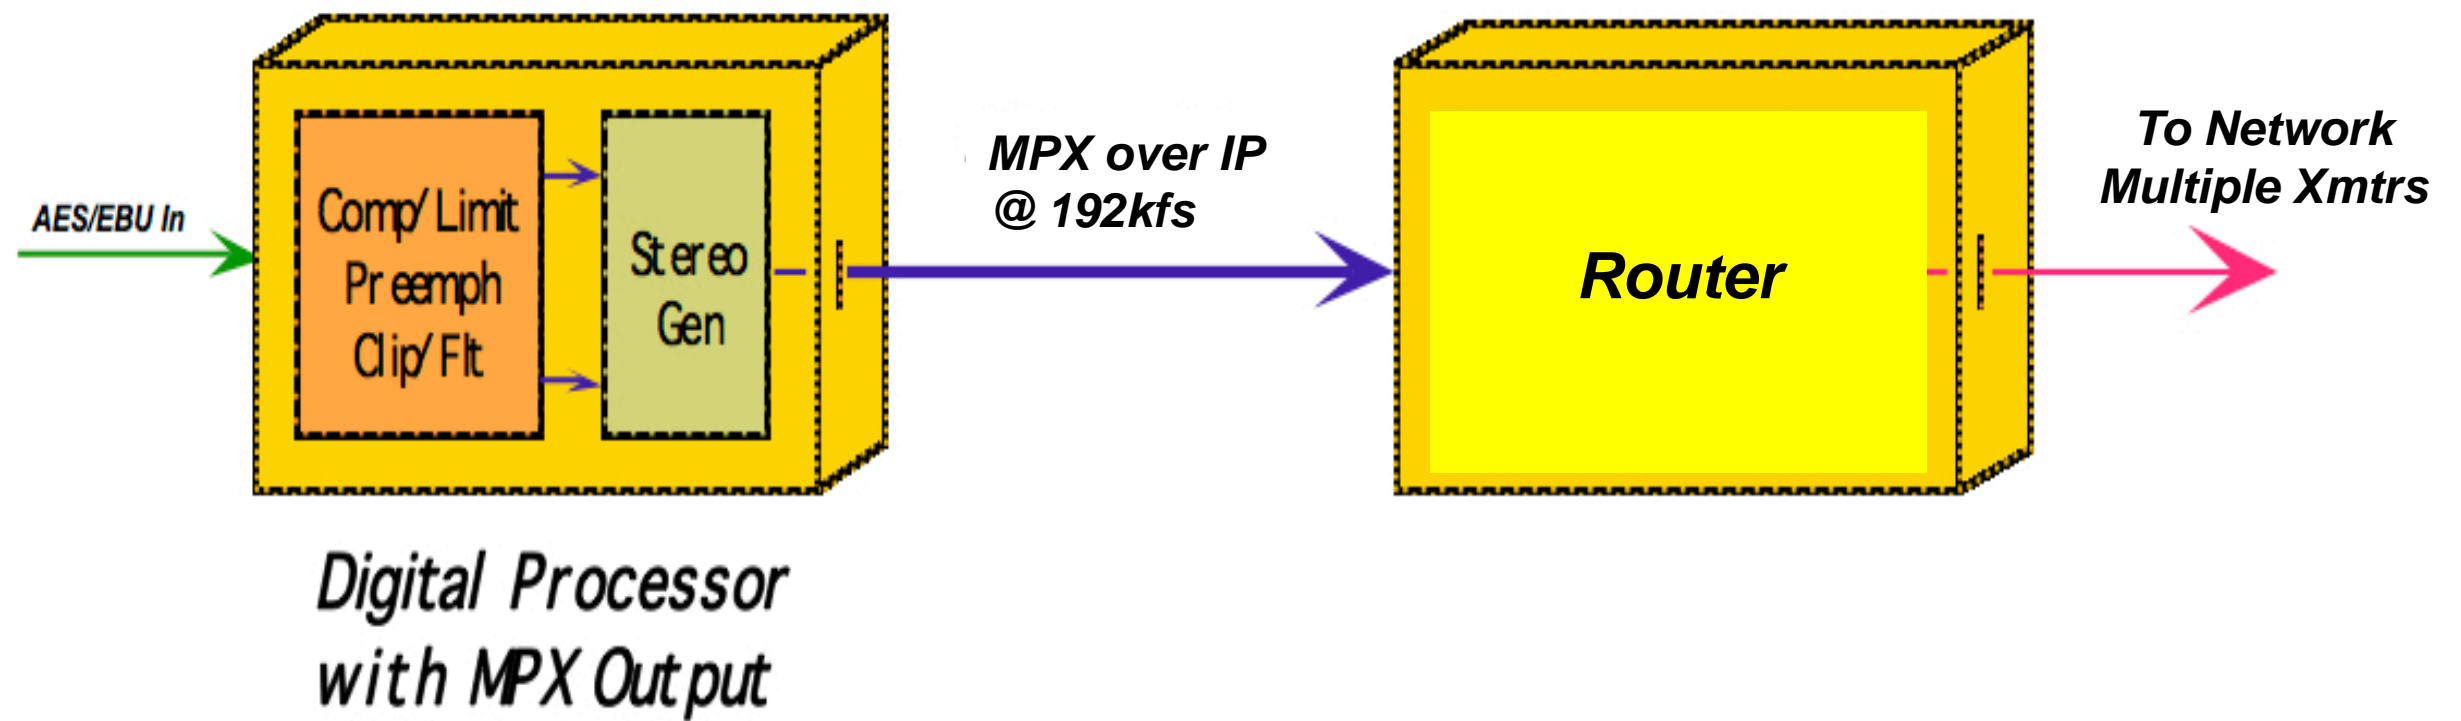 AES/EBU In
Comp/Limit
Preemph
Clip/Flt
Stereo
Gen
MPX over IP
@ 192kfs
Router
To Network
Multiple Xmtrs
Digital Processor
with MPX Output